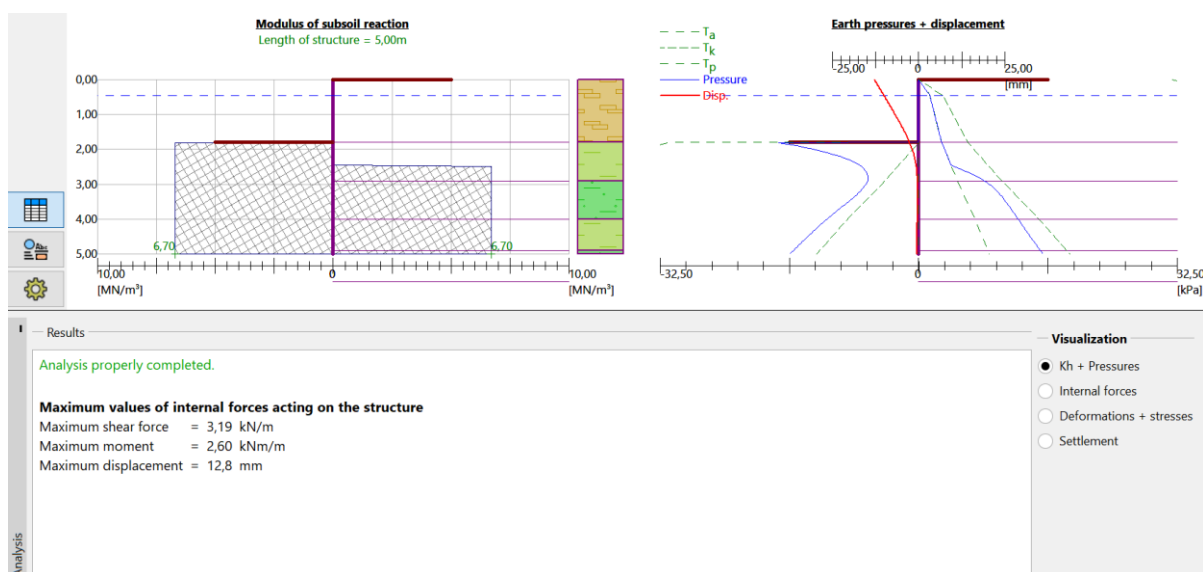 Modulus of subsoil reaction
Length of structure = 5,00m
0,00
1,00
2,00
3,00
4,00
5,00
6,70
6,70
10,00
0
10,00
[MN/m³]
[MN/m³]
Earth pressures + displacement
Ta
Tk
Tp
Pressure
Disp.
-25,00
0
25,00
[mm]
-32,50
0
32,50
[kPa]
Analysis
Results
Analysis properly completed.
Maximum values of internal forces acting on the structure
Maximum shear force = 3,19 kN/m
Maximum moment = 2,60 kNm/m
Maximum displacement = 12,8 mm
Visualization
Kh + Pressures
Internal forces
Deformations + stresses
Settlement